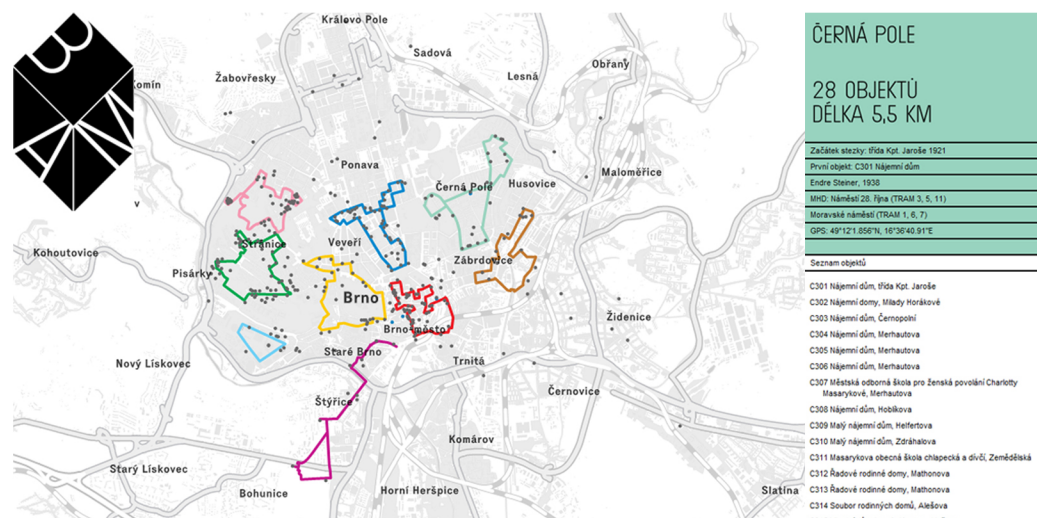 BAM
Královo Pole
Sadová
Obřany
Lesná
Žabovřesky
Komín
Ponava
Maloměřice
Černá Pole
Husovice
v
Kohoutovice
Stránice
Veveří
Pisárky
Zábrdovice
Brno
Židenice
Brno-město
Staré Brno
Nový Lískovec
Trnitá
Černovice
Štýřice
Komárov
Starý Lískovec
Bohunice
Horní Heršpice
Slatina
ČERNÁ POLE
28 OBJEKTŮ
DÉLKA 5,5 KM
Začátek stezky: třída Kpt. Jaroše 1921
První objekt: C301 Nájemní dům
Endre Steiner, 1938
MHD: Náměstí 28. října (TRAM 3, 5, 11)
Moravské náměstí (TRAM 1, 6, 7)
GPS: 49°12'1.856"N, 16°36'40.91"E
Seznam objektů
C301 Nájemní dům, třída Kpt. Jaroše
C302 Nájemní domy, Milady Horákové
C303 Nájemní dům, Černopolní
C304 Nájemní dům, Merhautova
C305 Nájemní dům, Merhautova
C306 Nájemní dům, Merhautova
C307 Městská odborná škola pro ženská povolání Charlotty
Masarykové, Merhautova
C308 Nájemní dům, Hoblíkova
C309 Malý nájemní dům, Helfertova
C310 Malý nájemní dům, Zdráhalova
C311 Masarykova obecná škola chlapecká a dívčí, Zemědělská
C312 Řadové rodinné domy, Mathonova
C313 Řadové rodinné domy, Mathonova
C314 Soubor rodinných domů, Alešova